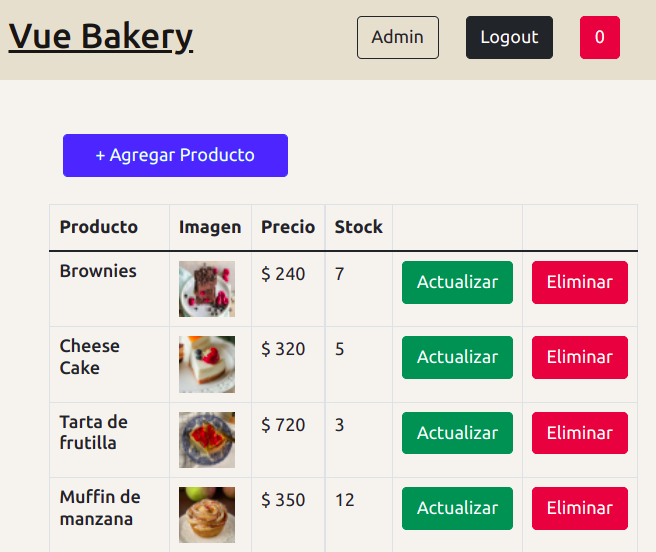 Vue Bakery
Admin
Logout
0
+ Agregar Producto
Producto Imagen Precio Stock
Brownies $ 240 7 Actualizar Eliminar
Cheese
Cake
$ 320 5 Actualizar Eliminar
Tarta de
frutilla
$ 720 3 Actualizar Eliminar
Muffin de
manzana
$ 350 12 Actualizar Eliminar